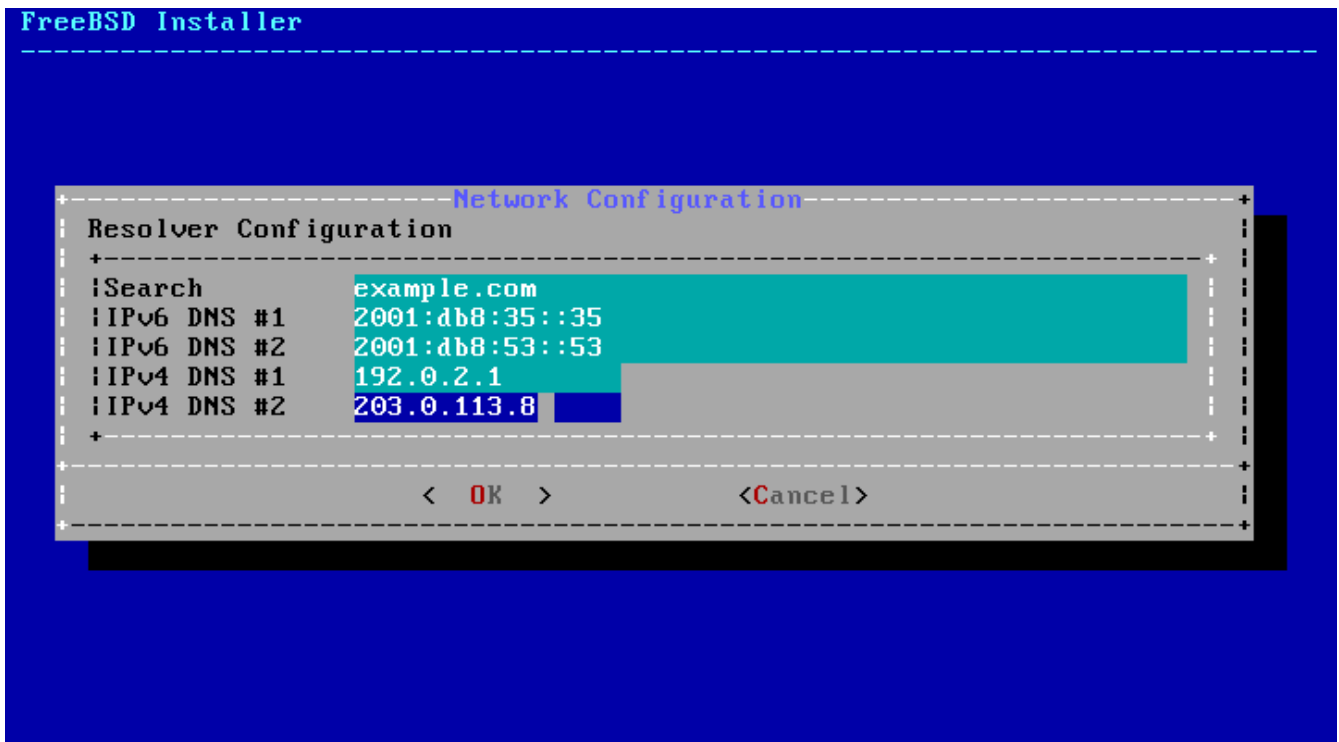 FreeBSD Installer
Network Configuration
Resolver Configuration
Search example.com
IPv6 DNS #1 2001:db8:35::35
IPv6 DNS #2 2001:db8:53::53
IPv4 DNS #1 192.0.2.1
IPv4 DNS #2 203.0.113.8
< OK > <Cancel>